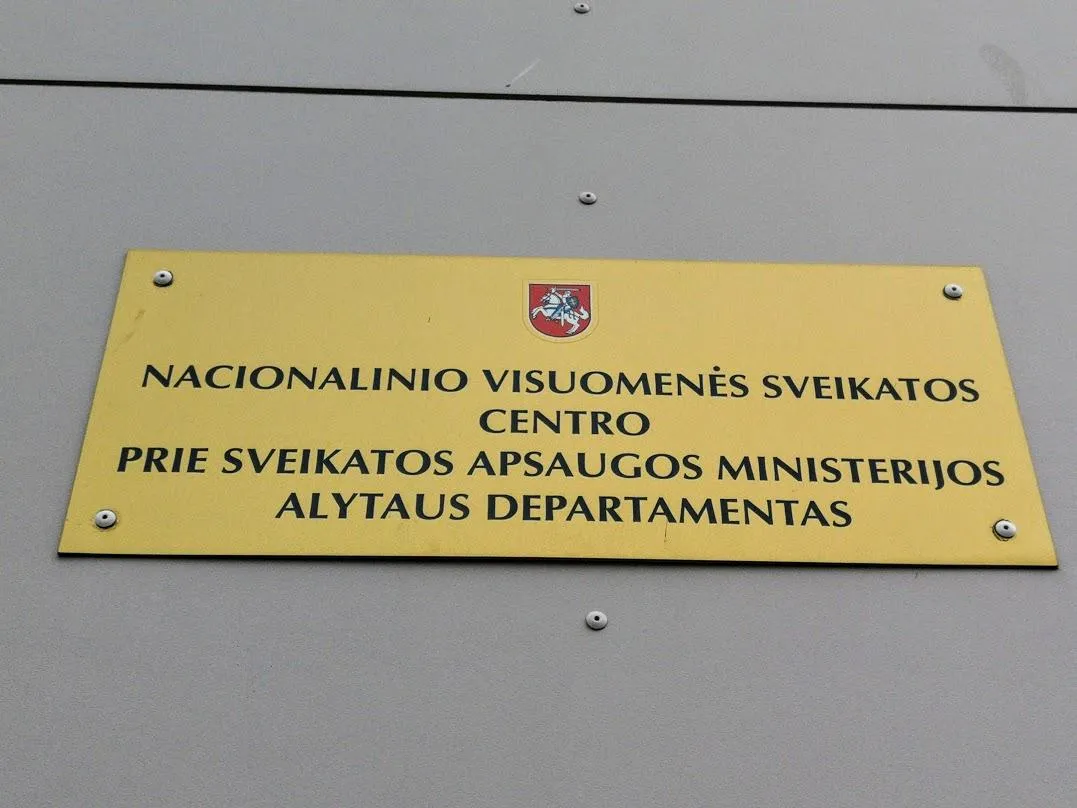 NACIONALINIO VISUOMENĖS SVEIKATOS
CENTRO
PRIE SVEIKATOS APSAUGOS MINISTERIJOS
ALYTAUS DEPARTAMENTAS